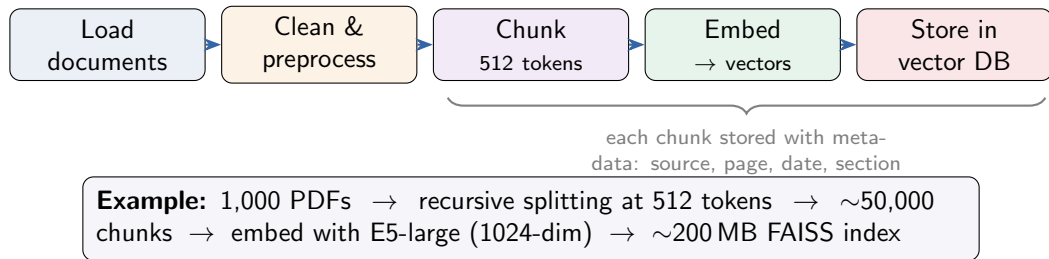 Load
documents
Clean &
preprocess
Chunk
512 tokens
Embed
→ vectors
Store in
vector DB
each chunk stored with meta-
data: source, page, date, section
Example: 1,000 PDFs → recursive splitting at 512 tokens → ∼50,000
chunks → embed with E5-large (1024-dim) → ∼200 MB FAISS index